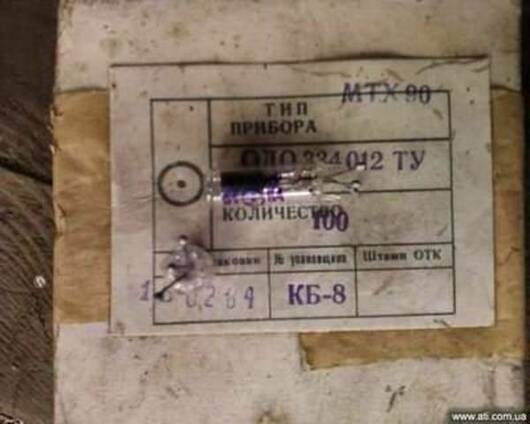 МТХ 90
ТИП
ПРИБОРА
ОДО 334 012 ТУ
КОЛИЧЕСТВО
100
№ упаковщика
Штамп ОТК
КБ-8
www.ati.com.ua